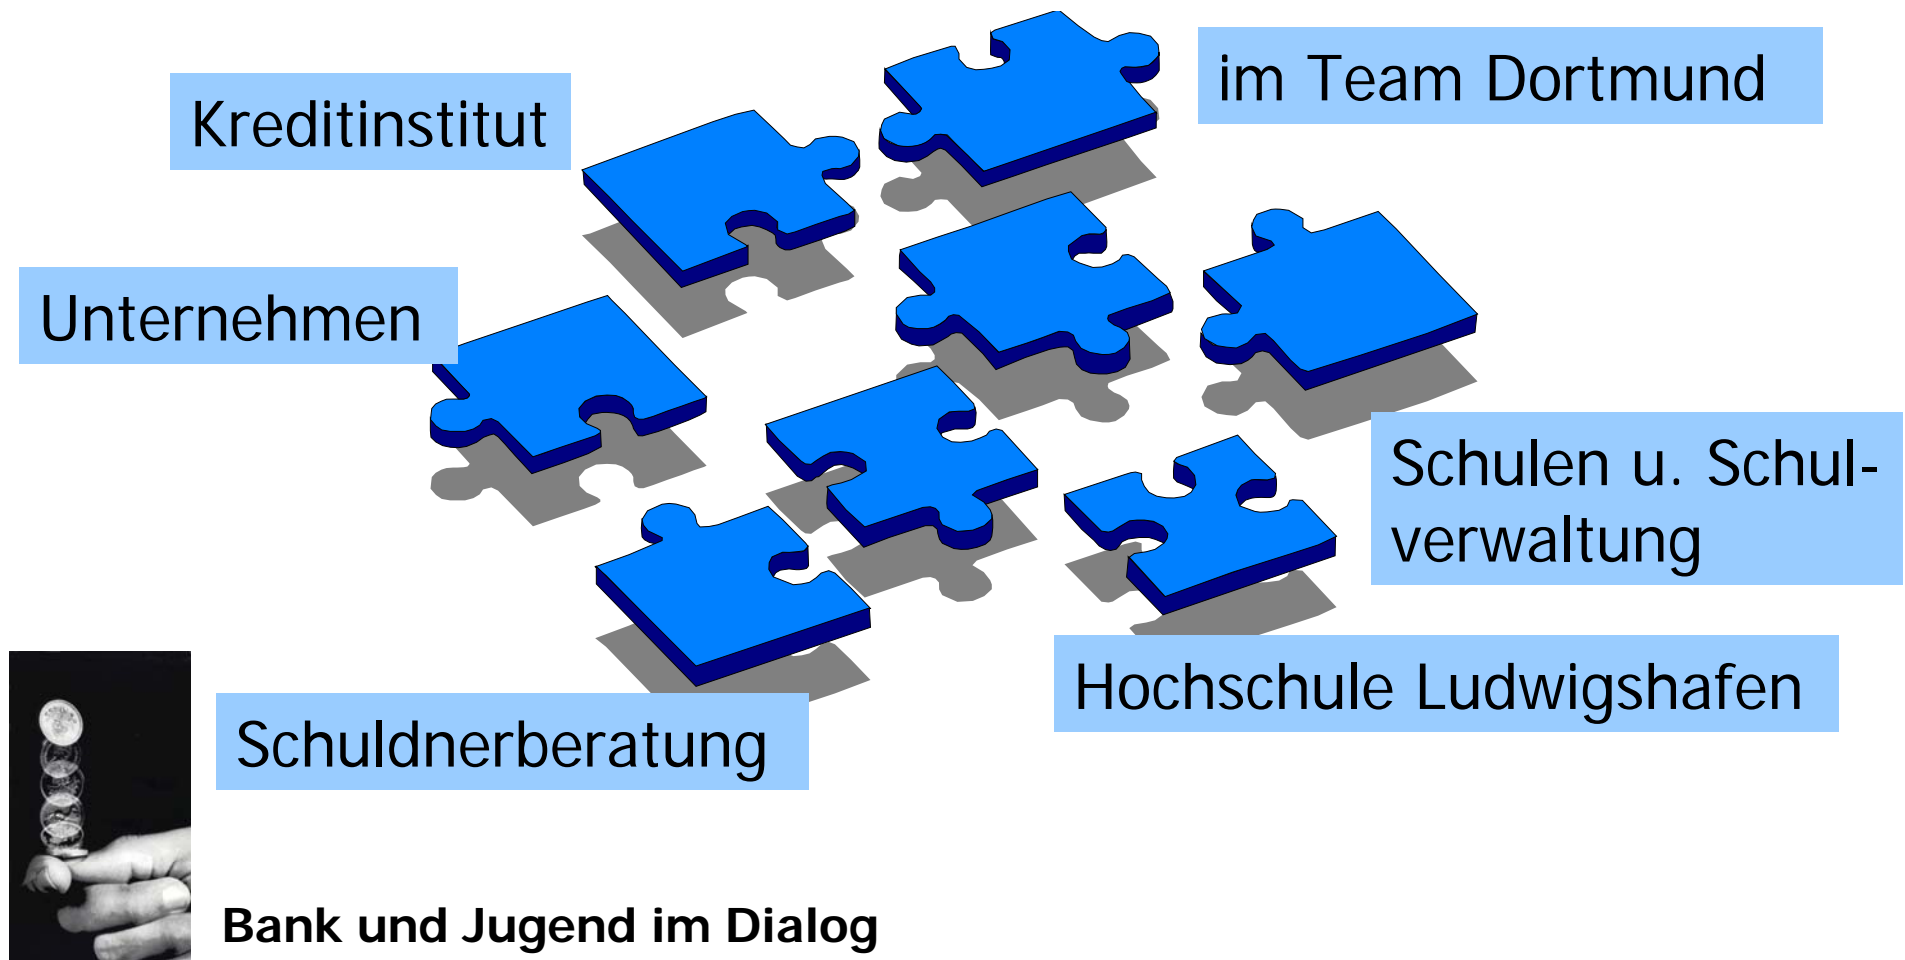 im Team Dortmund
Kreditinstitut
Unternehmen
Schulen u. Schul-
verwaltung
Hochschule Ludwigshafen
Schuldnerberatung
Bank und Jugend im Dialog